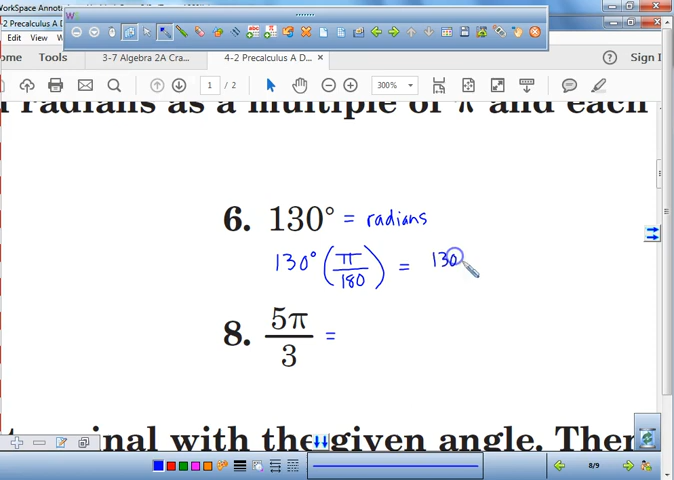 WorkSpace Annota
-2 Precalculus A D
Edit View Window
ome Tools 3-7 Algebra 2A Cra... 4-2 Precalculus A D... × Sign I
1 / 2 300%
d radians as a multiple of π and each
6. 130° = radians
130° (π/180) = 130
8. 5π/3 =
inal with the given angle. Then
8/9